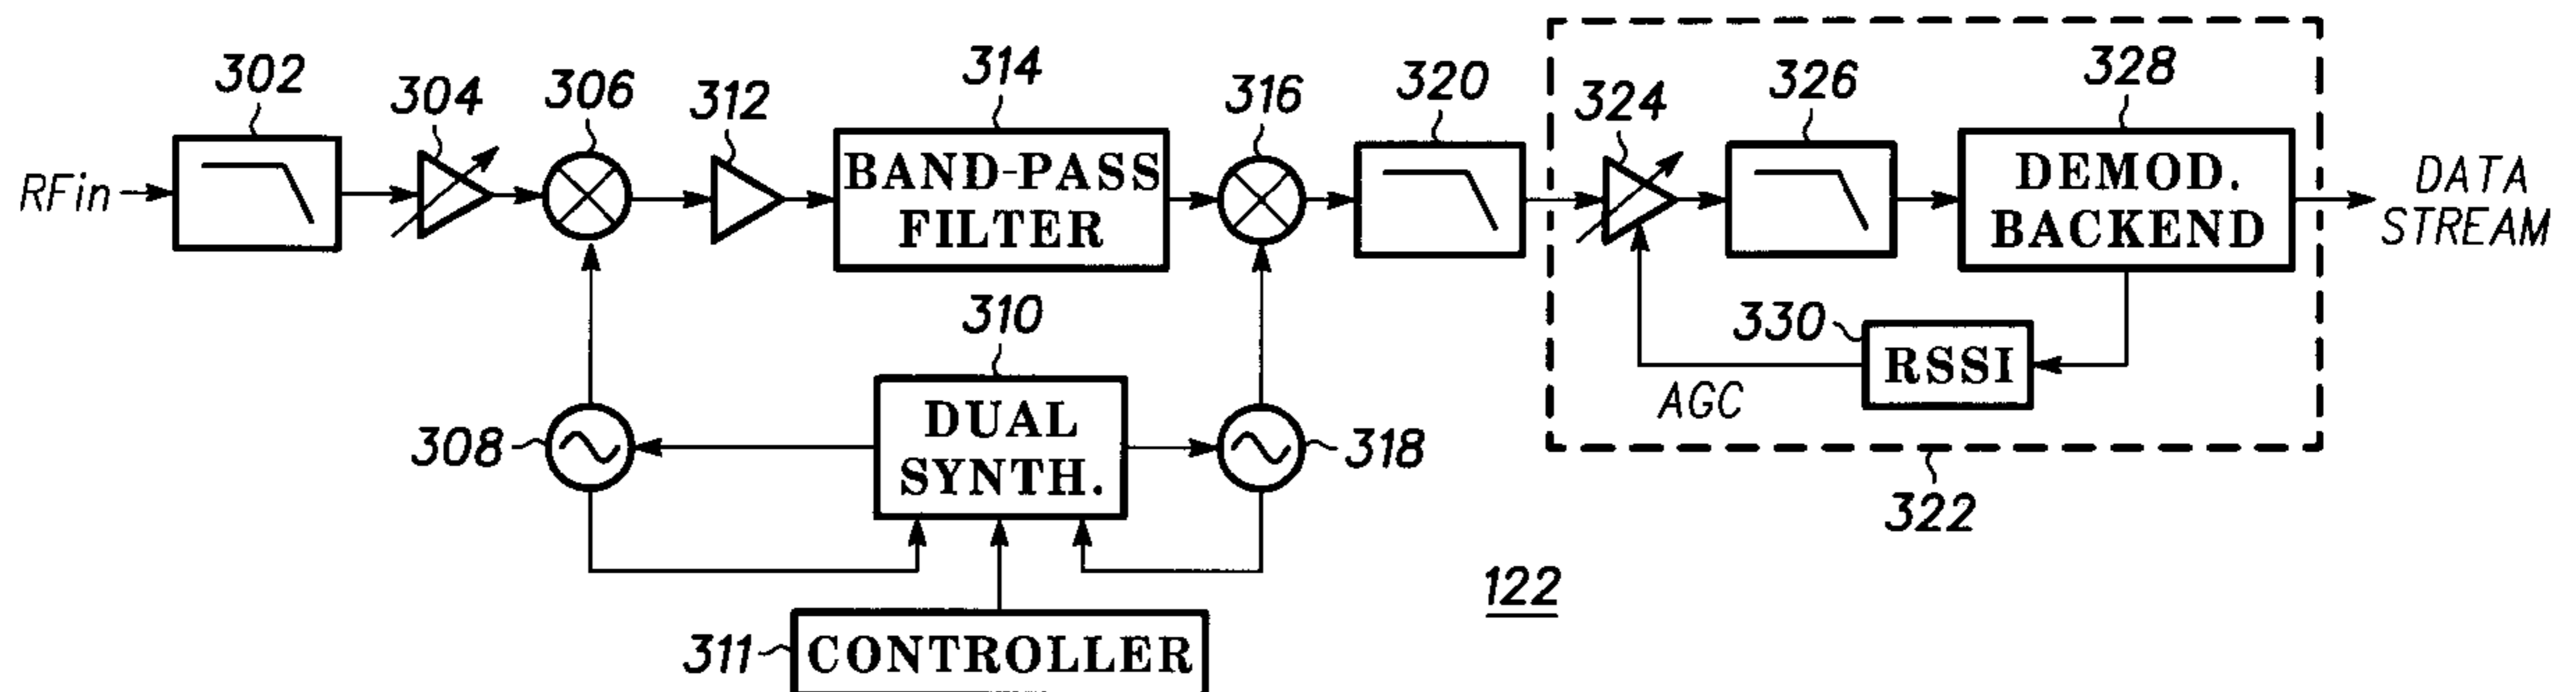 302
304
306
312
314
316
320
324
326
328
RFin
BAND-PASS
FILTER
DEMOD.
BACKEND
DATA
STREAM
310
330
RSSI
AGC
308
DUAL
SYNTH.
318
322
122
311
CONTROLLER